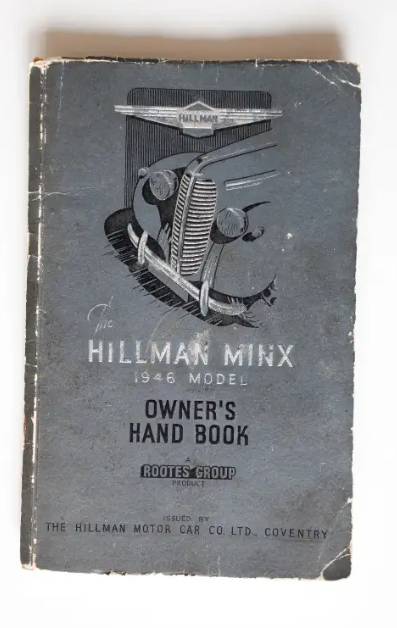 HILLMAN
The
HILLMAN MINX
1946 MODEL
OWNER'S
HAND BOOK
A
ROOTES GROUP
PRODUCT
ISSUED BY
THE HILLMAN MOTOR CAR CO. LTD., COVENTRY